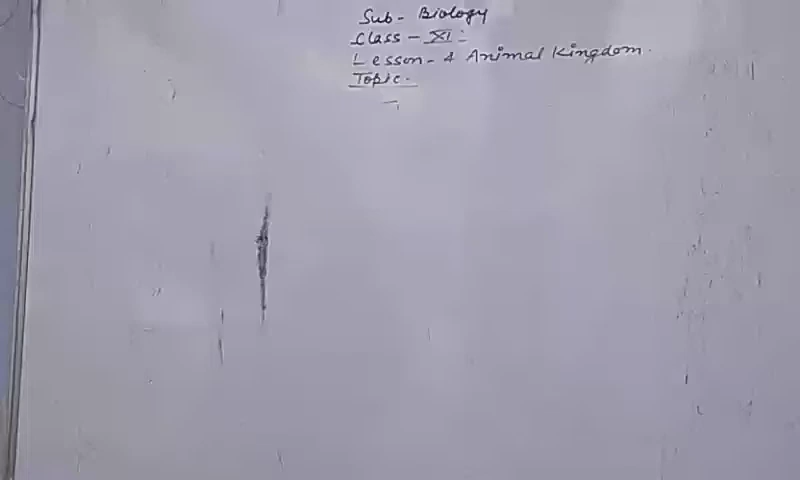 Sub - Biology
Class - XI :
Lesson - 4 Animal Kingdom.
Topic -